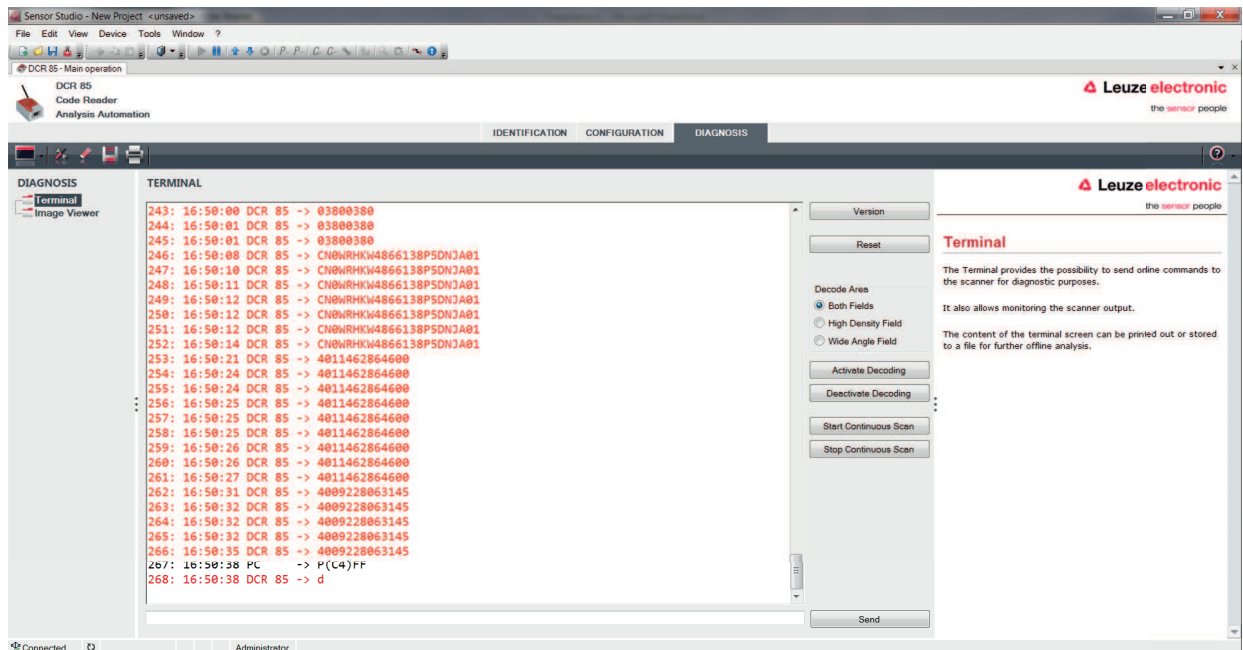 Sensor Studio - New Project <unsaved>
File Edit View Device Tools Window ?
DCR 85 - Main operation
DCR 85
Code Reader
Analysis Automation
Leuze electronic
the sensor people
IDENTIFICATION CONFIGURATION DIAGNOSIS
DIAGNOSIS
Terminal
Image Viewer
TERMINAL
243: 16:50:00 DCR 85 -> 03800380
244: 16:50:01 DCR 85 -> 03800380
245: 16:50:01 DCR 85 -> 03800380
246: 16:50:08 DCR 85 -> CN0WRHKW4866138P5DNJA01
247: 16:50:10 DCR 85 -> CN0WRHKW4866138P5DNJA01
248: 16:50:11 DCR 85 -> CN0WRHKW4866138P5DNJA01
249: 16:50:12 DCR 85 -> CN0WRHKW4866138P5DNJA01
250: 16:50:12 DCR 85 -> CN0WRHKW4866138P5DNJA01
251: 16:50:12 DCR 85 -> CN0WRHKW4866138P5DNJA01
252: 16:50:14 DCR 85 -> CN0WRHKW4866138P5DNJA01
253: 16:50:21 DCR 85 -> 4011462864600
254: 16:50:24 DCR 85 -> 4011462864600
255: 16:50:24 DCR 85 -> 4011462864600
256: 16:50:25 DCR 85 -> 4011462864600
257: 16:50:25 DCR 85 -> 4011462864600
258: 16:50:25 DCR 85 -> 4011462864600
259: 16:50:26 DCR 85 -> 4011462864600
260: 16:50:26 DCR 85 -> 4011462864600
261: 16:50:27 DCR 85 -> 4011462864600
262: 16:50:31 DCR 85 -> 4009228063145
263: 16:50:32 DCR 85 -> 4009228063145
264: 16:50:32 DCR 85 -> 4009228063145
265: 16:50:32 DCR 85 -> 4009228063145
266: 16:50:35 DCR 85 -> 4009228063145
267: 16:50:38 PC -> P(C4)FF
268: 16:50:38 DCR 85 -> d
Version
Reset
Decode Area
Both Fields
High Density Field
Wide Angle Field
Activate Decoding
Deactivate Decoding
Start Continuous Scan
Stop Continuous Scan
Send
Leuze electronic
the sensor people
Terminal
The Terminal provides the possibility to send online commands to
the scanner for diagnostic purposes.
It also allows monitoring the scanner output.
The content of the terminal screen can be printed out or stored
to a file for further offline analysis.
Connected
Administrator